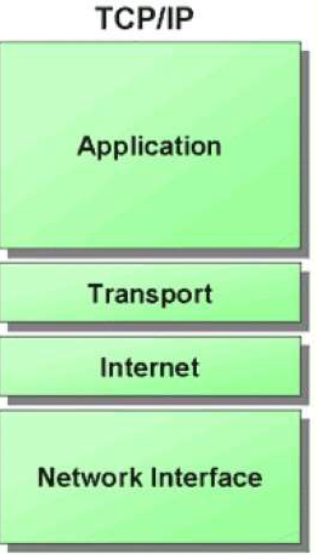 TCP/IP
Application
Transport
Internet
Network Interface